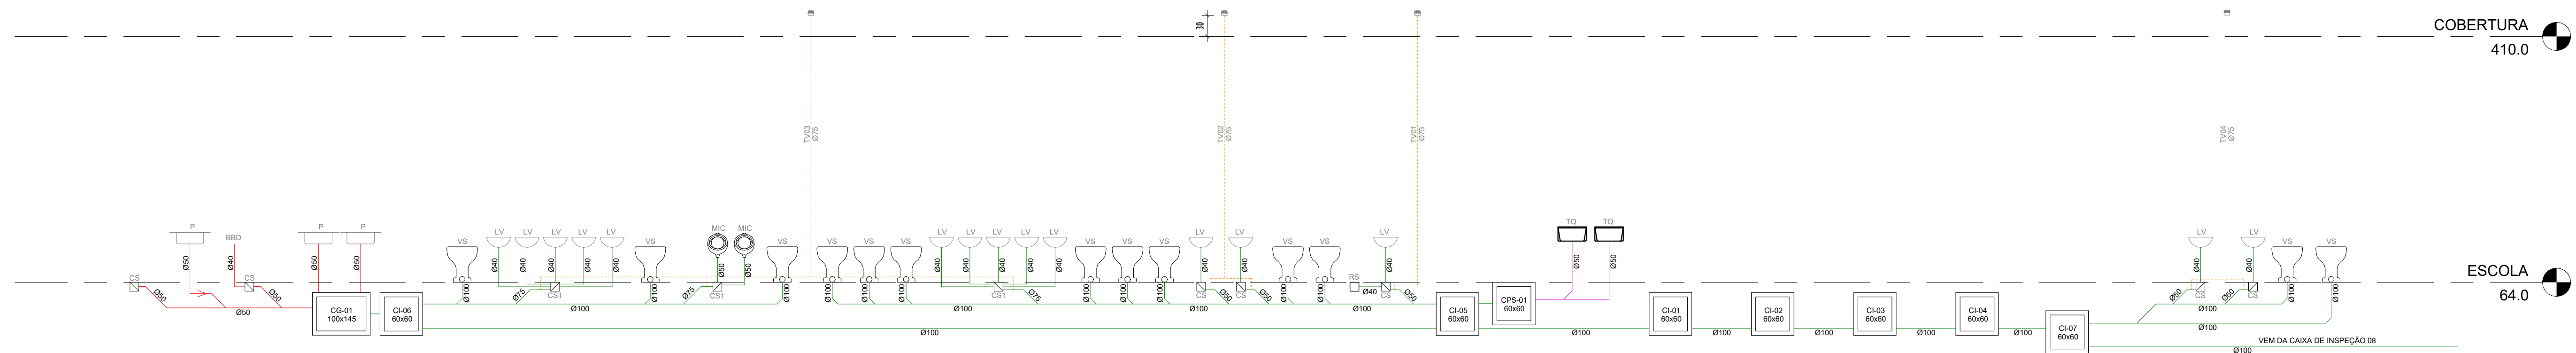 COBERTURA
410.0
30
TV03
Ø75
TV02
Ø75
TV01
Ø75
TV04
Ø75
P
BBD
P
P
VS
LV
LV
LV
LV
LV
VS
MIC
MIC
VS
VS
VS
VS
LV
LV
LV
LV
LV
VS
VS
VS
LV
LV
VS
VS
LV
TQ
TQ
LV
LV
VS
VS
Ø50
Ø40
Ø50
Ø50
Ø40
Ø40
Ø40
Ø40
Ø40
Ø50
Ø50
Ø40
Ø40
Ø40
Ø40
Ø40
Ø40
Ø40
Ø40
Ø50
Ø50
Ø40
Ø40
ESCOLA
64.0
CS
CS
RS
Ø50
Ø50
Ø100
Ø75
CS1
Ø100
Ø75
CS1
Ø100
Ø100
Ø100
Ø100
CS1
Ø75
Ø100
Ø100
Ø100
CS
Ø50
CS
Ø50
Ø100
Ø100
Ø40
CS
Ø50
Ø50
CS
Ø50
CS
Ø100
Ø100
Ø50
CG-01
100x145
CI-06
60x60
Ø100
Ø100
Ø100
Ø100
CI-05
60x60
CPS-01
60x60
CI-01
60x60
CI-02
60x60
CI-03
60x60
CI-04
60x60
CI-07
60x60
Ø100
Ø100
Ø100
Ø100
Ø100
Ø100
Ø100
Ø100
VEM DA CAIXA DE INSPEÇÃO 08
Ø100